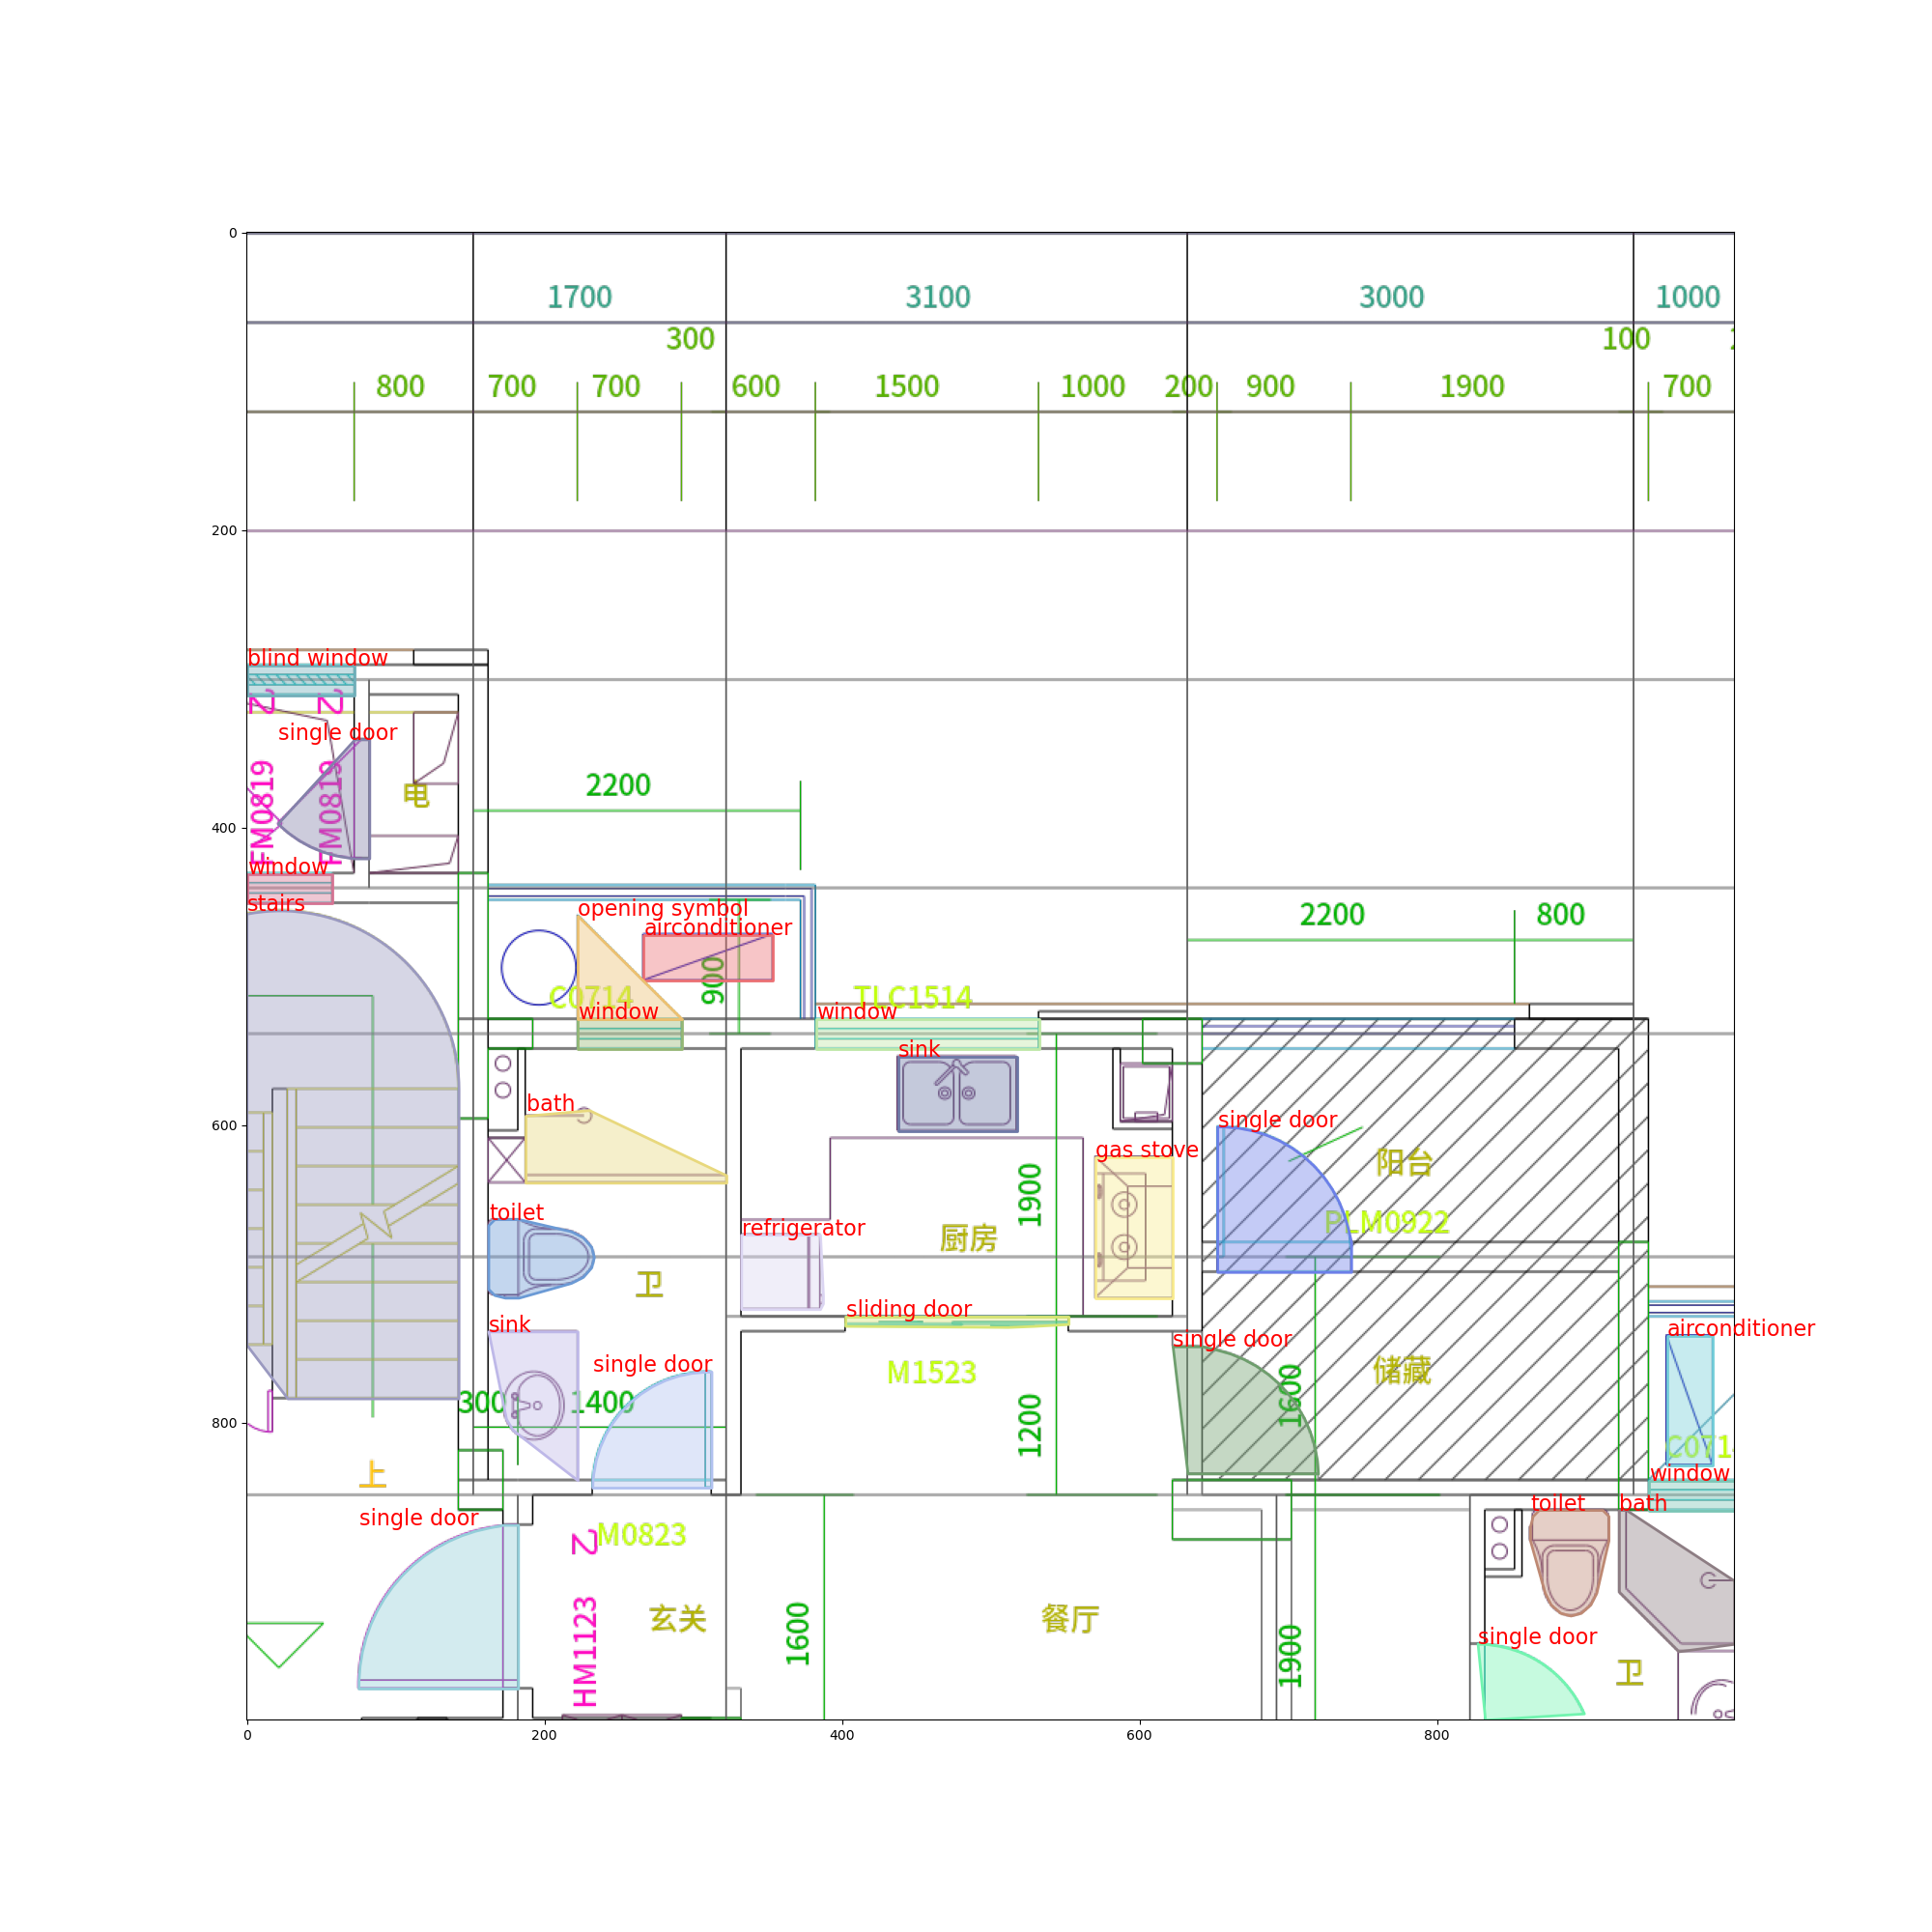 0
1700
3100
3000
1000
300
100
800
700
700
600
1500
1000
200
900
1900
700
200
blind window
2
2
single door
FM0819
FM0819
电
2200
400
window
stairs
opening symbol
airconditioner
2200
800
900
C0714
TLC1514
window
window
sink
bath
600
single door
gas stove
阳台
1900
toilet
refrigerator
PLM0922
厨房
卫
sliding door
sink
single door
single door
airconditioner
M1523
储藏
300
1400
1600
1200
800
C071
上
window
single door
toilet
bath
乙
M0823
HM1123
玄关
1600
餐厅
1900
single door
卫
0
200
400
600
800